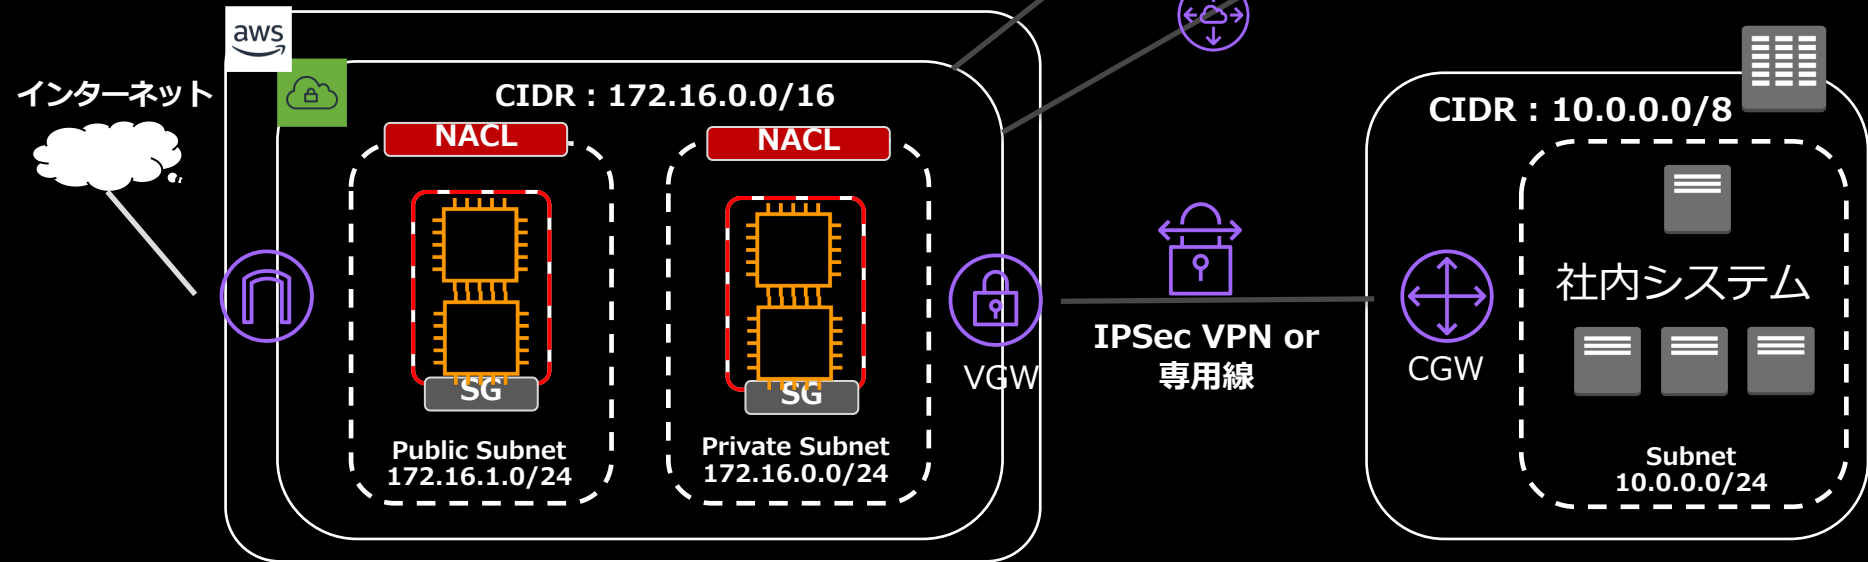 aws
インターネット
CIDR：172.16.0.0/16
NACL
NACL
SG
SG
Public Subnet
172.16.1.0/24
Private Subnet
172.16.0.0/24
VGW
IPSec VPN or
専用線
CGW
CIDR：10.0.0.0/8
社内システム
Subnet
10.0.0.0/24